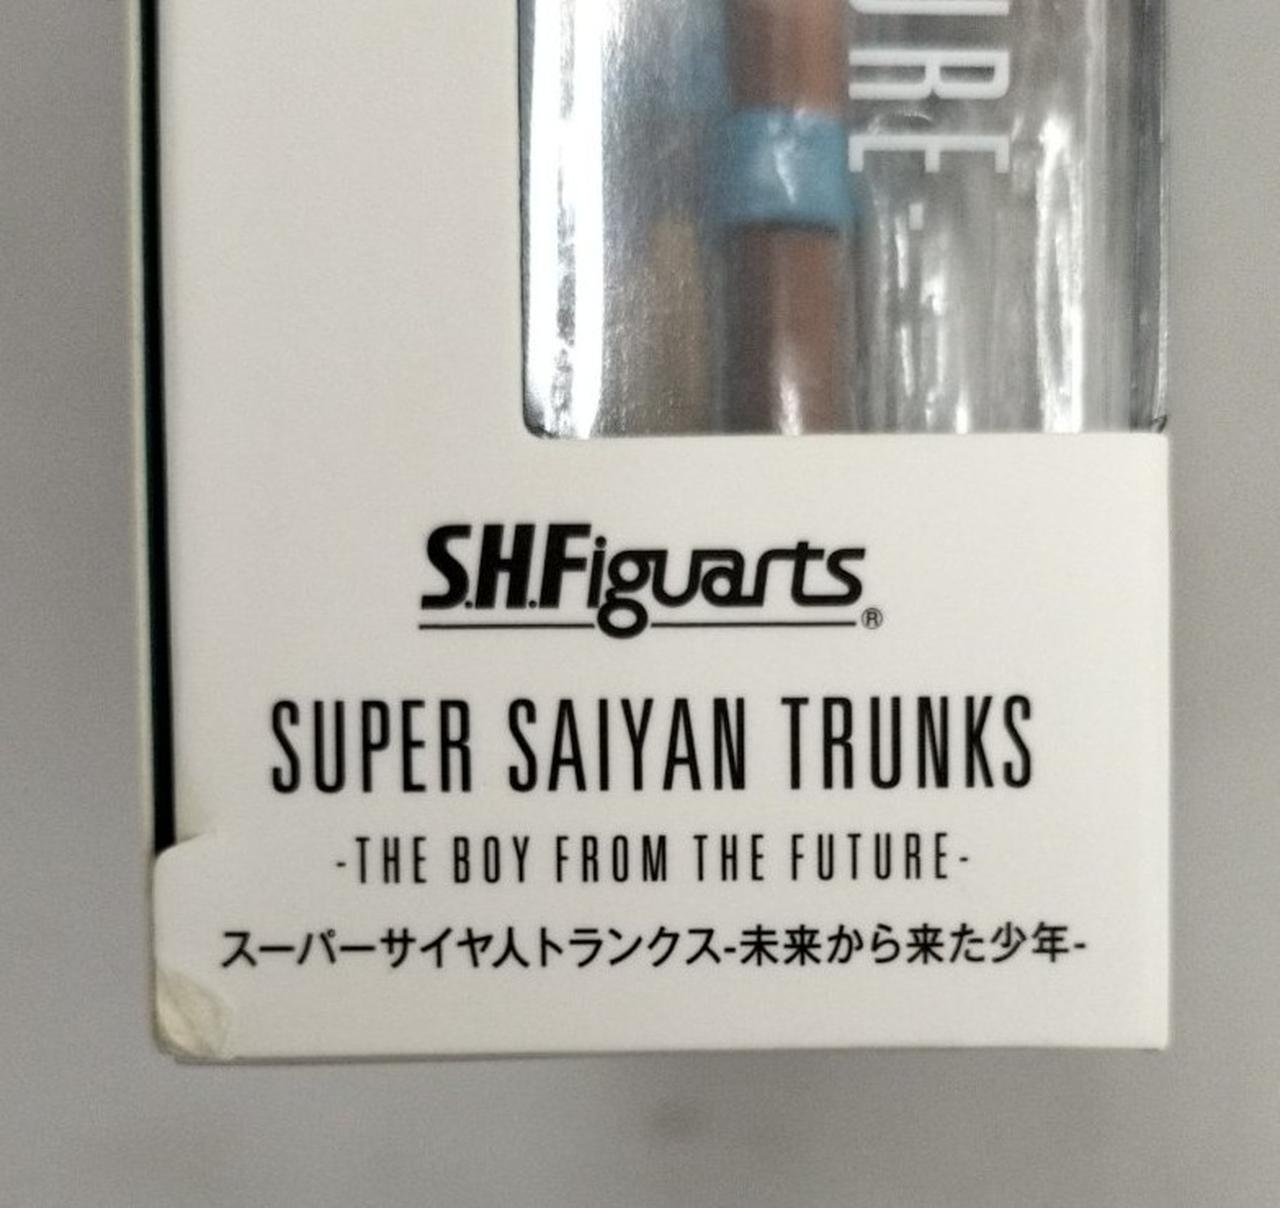 URE
S.H.Figuarts®
SUPER SAIYAN TRUNKS
-THE BOY FROM THE FUTURE-
スーパーサイヤ人トランクス-未来から来た少年-